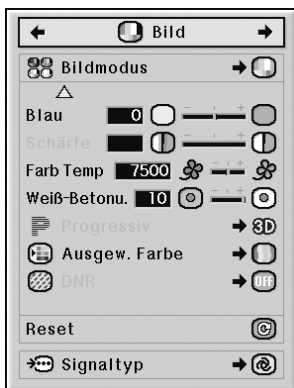 Bild
Bildmodus
Blau 0
Schärfe
Farb Temp 7500
Weiß-Betonu. 10
Progressiv 3D
Ausgew. Farbe
DNR OFF
Reset
Signaltyp